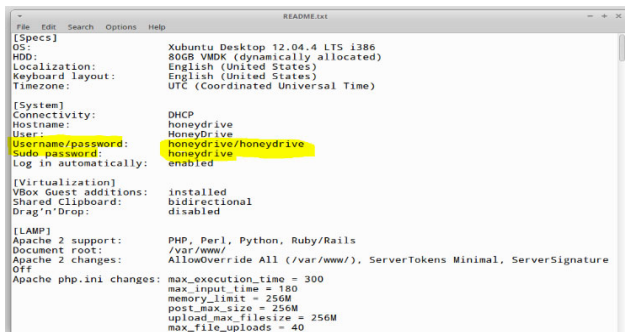 README.txt
File Edit Search Options Help
[Specs]
OS: Xubuntu Desktop 12.04.4 LTS i386
HDD: 80GB VMDK (dynamically allocated)
Localization: English (United States)
Keyboard layout: English (United States)
Timezone: UTC (Coordinated Universal Time)
[System]
Connectivity: DHCP
Hostname: honeydrive
User: HoneyDrive
Username/password: honeydrive/honeydrive
Sudo password: honeydrive
Log in automatically: enabled
[Virtualization]
VBox Guest additions: installed
Shared Clipboard: bidirectional
Drag'n'Drop: disabled
[LAMP]
Apache 2 support: PHP, Perl, Python, Ruby/Rails
Document root: /var/www/
Apache 2 changes: AllowOverride All (/var/www/), ServerTokens Minimal, ServerSignature
Off
Apache php.ini changes: max_execution_time = 300
max_input_time = 180
memory_limit = 256M
post_max_size = 256M
upload_max_filesize = 256M
max_file_uploads = 40